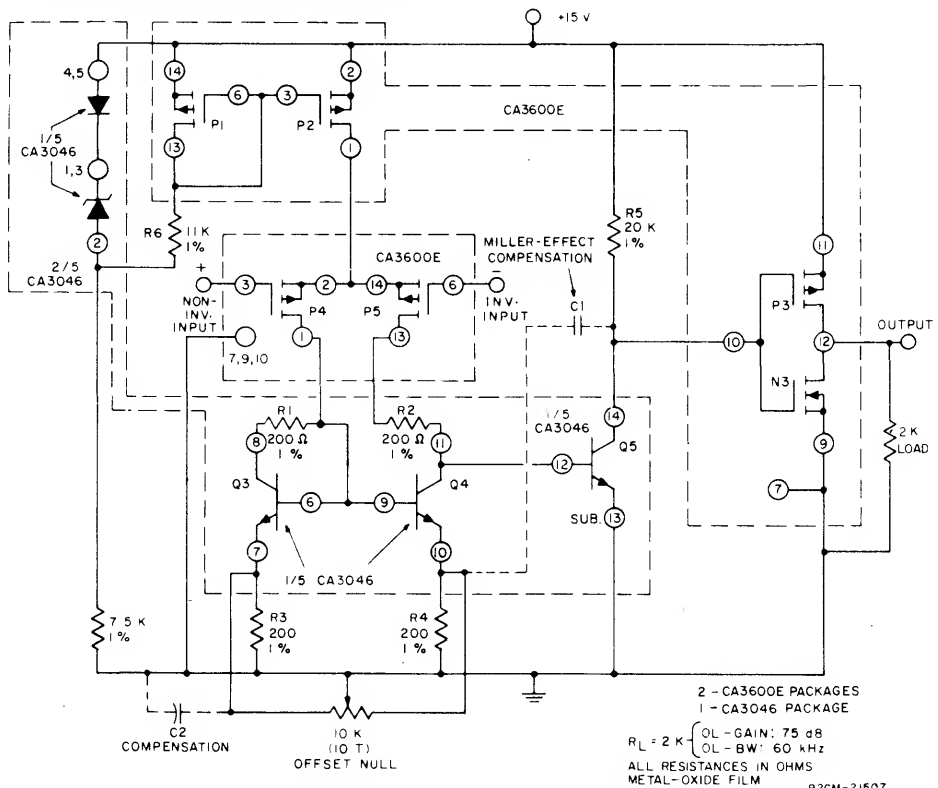 +15 V
4,5
14
2
1/5
CA3046
6
3
P1
P2
CA3600E
13
1
1,3
2
R6
11 K
1%
2/5
CA3046
R5
20 K
1%
MILLER-EFFECT
COMPENSATION
C1
11
P3
CA3600E
+
3
2
14
6
−
NON-
INV.
INPUT
P4
P5
INV.
INPUT
1
13
7,9,10
10
12
OUTPUT
N3
9
7
2 K
LOAD
R1
200 Ω
1 %
R2
200 Ω
1 %
8
11
1/5
CA3046
14
Q5
12
Q3
6
9
Q4
SUB.
13
7
10
1/5 CA3046
7.5 K
1 %
R3
200
1 %
R4
200
1 %
C2
COMPENSATION
10 K
(10 T)
OFFSET NULL
2 - CA3600E PACKAGES
1 - CA3046 PACKAGE
R_L = 2 K { OL-GAIN: 75 dB
OL-BW: 60 kHz
ALL RESISTANCES IN OHMS
METAL-OXIDE FILM
92CM-21507